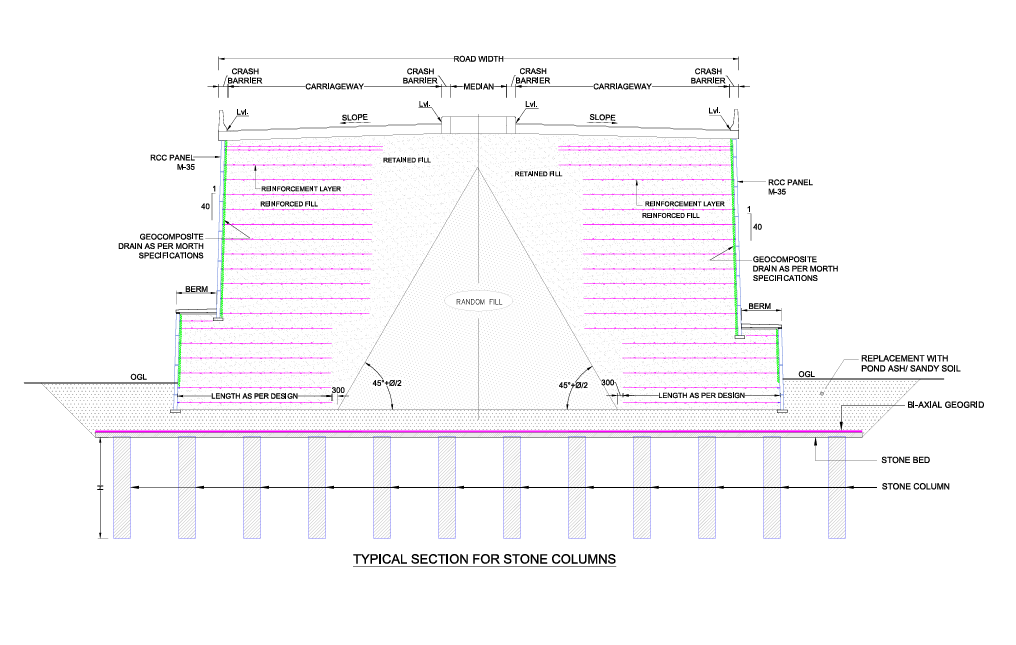 ROAD WIDTH
CRASH
BARRIER
CARRIAGEWAY
CRASH
BARRIER
MEDIAN
CRASH
BARRIER
CARRIAGEWAY
CRASH
BARRIER
Lvl.
SLOPE
Lvl.
Lvl.
SLOPE
Lvl.
RCC PANEL
M-35
RETAINED FILL
RETAINED FILL
RCC PANEL
M-35
1
40
REINFORCEMENT LAYER
REINFORCED FILL
REINFORCEMENT LAYER
REINFORCED FILL
1
40
GEOCOMPOSITE
DRAIN AS PER MORTH
SPECIFICATIONS
GEOCOMPOSITE
DRAIN AS PER MORTH
SPECIFICATIONS
BERM
RANDOM FILL
BERM
OGL
45°+Ø/2
45°+Ø/2
OGL
REPLACEMENT WITH
POND ASH/ SANDY SOIL
LENGTH AS PER DESIGN
300
300
LENGTH AS PER DESIGN
BI-AXIAL GEOGRID
STONE BED
H
STONE COLUMN
TYPICAL SECTION FOR STONE COLUMNS